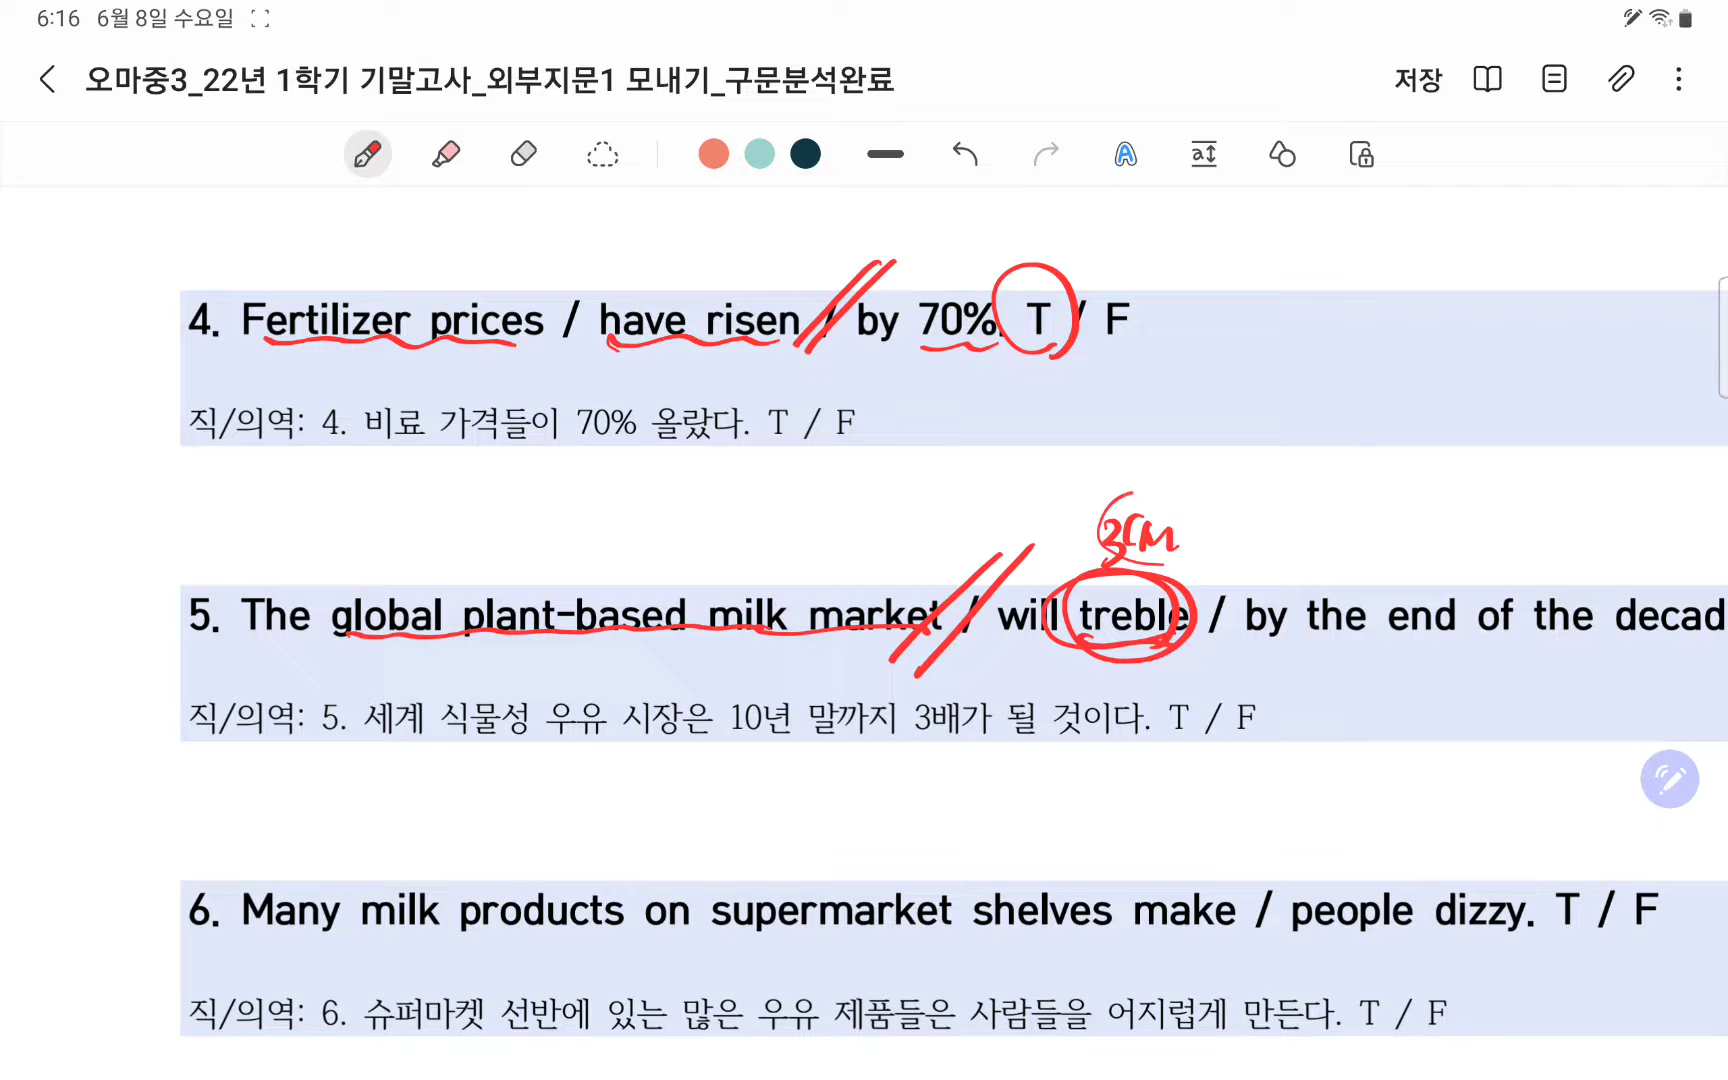 6:16 6월 8일 수요일
오마중3_22년 1학기 기말고사_외부지문1 모내기_구문분석완료
저장
4. Fertilizer prices / have risen / by 70%. T / F
직/의역: 4. 비료 가격들이 70% 올랐다. T / F
5. The global plant-based milk market / will treble / by the end of the decad
직/의역: 5. 세계 식물성 우유 시장은 10년 말까지 3배가 될 것이다. T / F
6. Many milk products on supermarket shelves make / people dizzy. T / F
직/의역: 6. 슈퍼마켓 선반에 있는 많은 우유 제품들은 사람들을 어지럽게 만든다. T / F